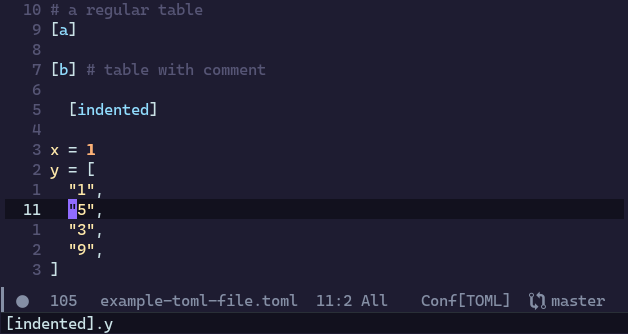 10 # a regular table
9 [a]
8
7 [b] # table with comment
6
5   [indented]
4
3 x = 1
2 y = [
1   "1",
11   "5",
1   "3",
2   "9",
3 ]
● 105 example-toml-file.toml 11:2 All Conf[TOML] master
[indented].y